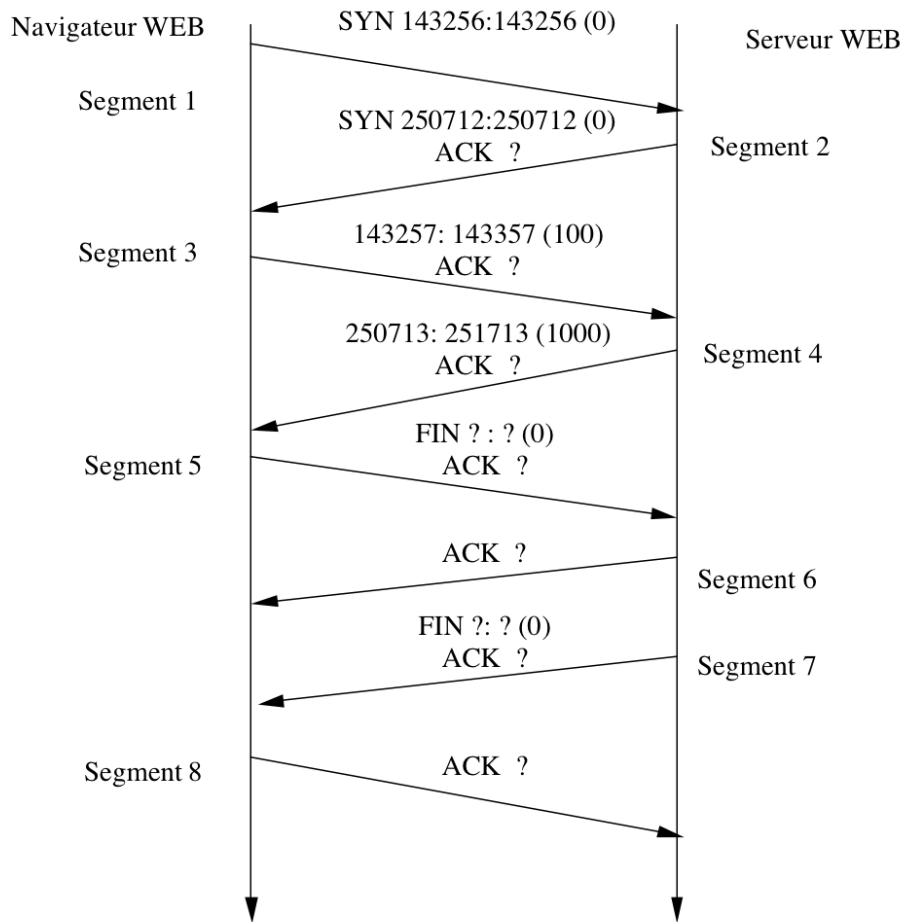 SYN 143256:143256 (0)
Navigateur WEB
Serveur WEB
Segment 1
SYN 250712:250712 (0)
ACK ?
Segment 2
143257: 143357 (100)
Segment 3
ACK ?
250713: 251713 (1000)
Segment 4
ACK ?
FIN ? : ? (0)
Segment 5
ACK ?
ACK ?
Segment 6
FIN ?: ? (0)
ACK ?
Segment 7
Segment 8
ACK ?